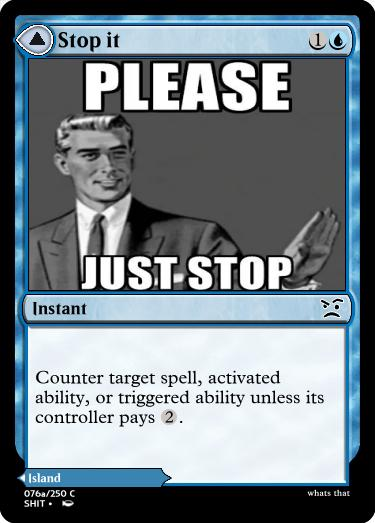 Stop it 1
PLEASE
JUST STOP
Instant
Counter target spell, activated
ability, or triggered ability unless its
controller pays 2.
Island
076a/250 C
SHIT •
whats that